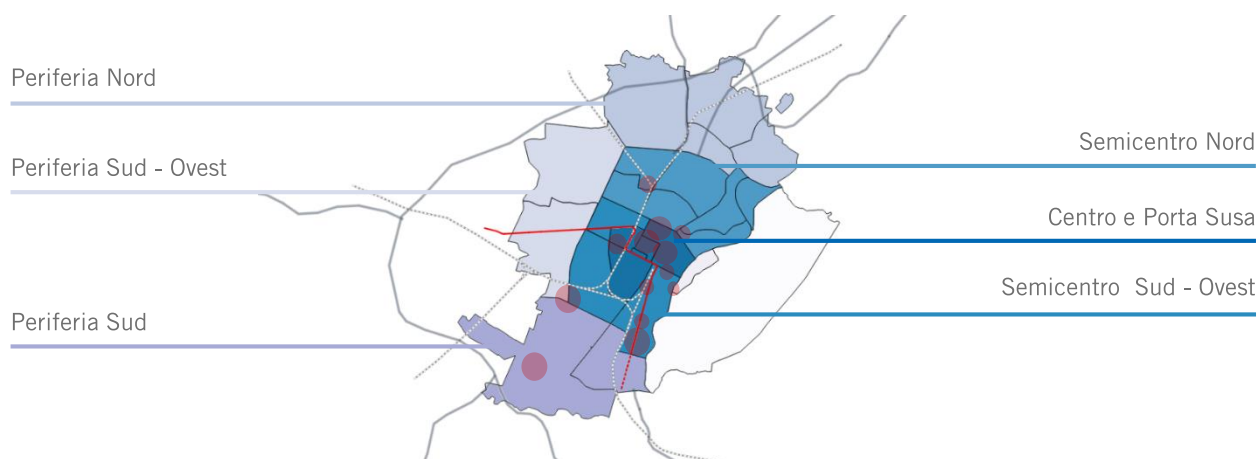 Periferia Nord
Periferia Sud - Ovest
Periferia Sud
Semicentro Nord
Centro e Porta Susa
Semicentro Sud - Ovest